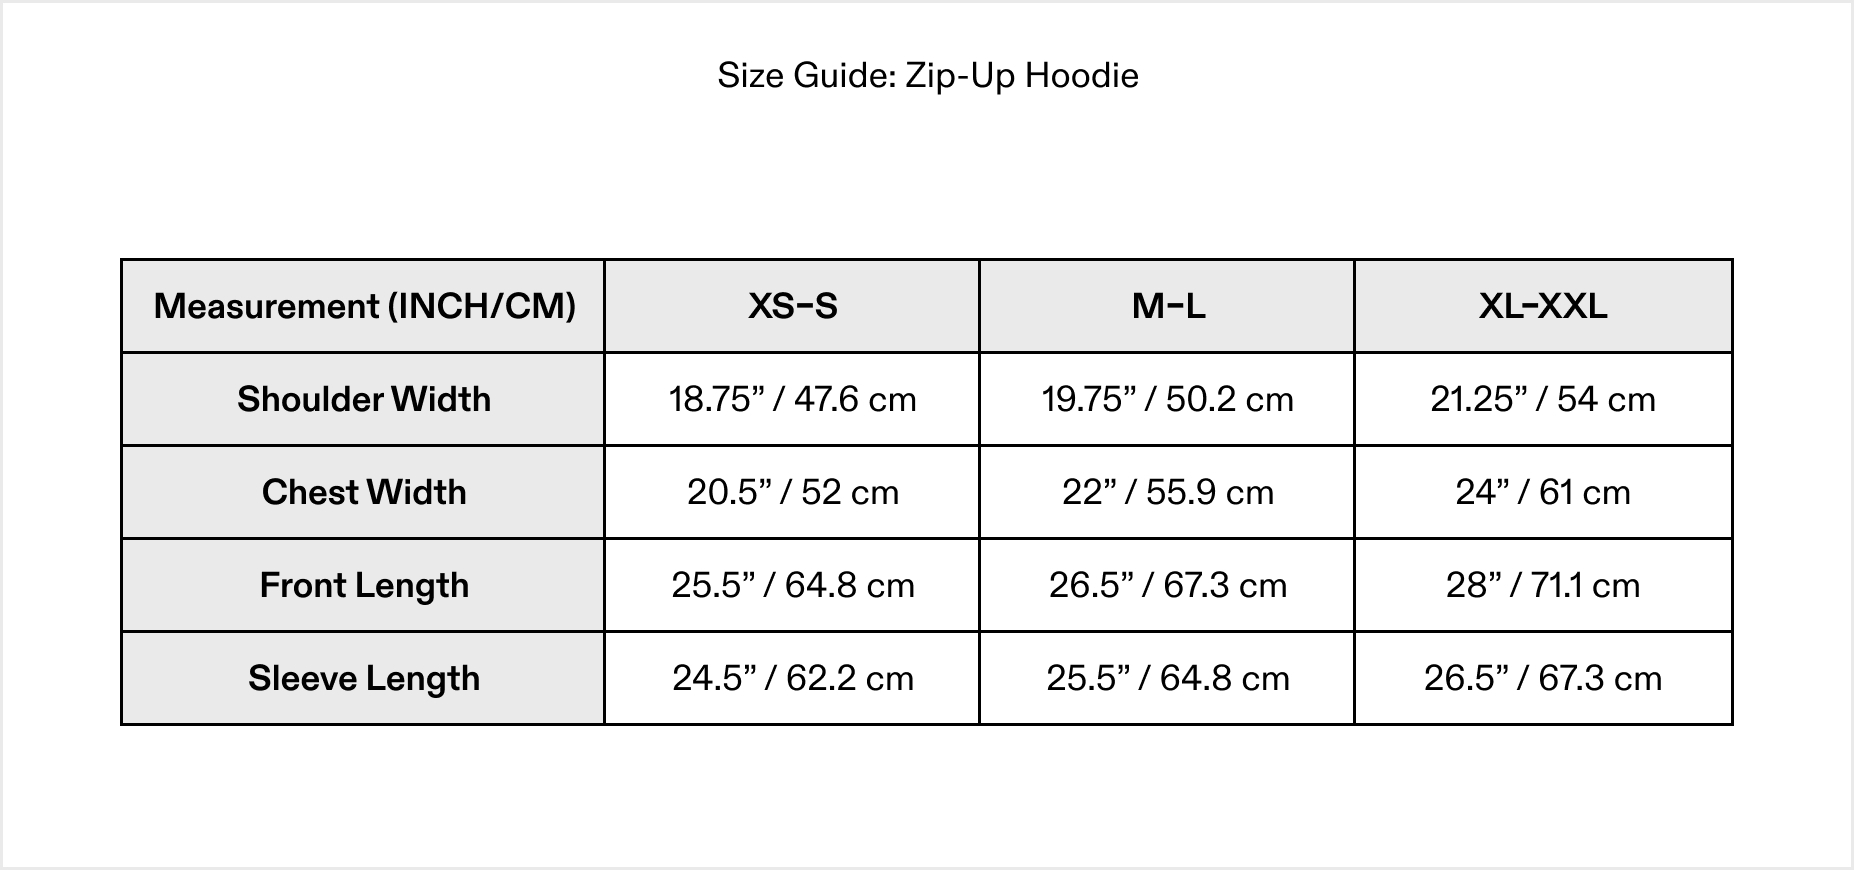 Size Guide: Zip-Up Hoodie
Measurement (INCH/CM) XS–S M–L XL–XXL
Shoulder Width 18.75” / 47.6 cm 19.75” / 50.2 cm 21.25” / 54 cm
Chest Width 20.5” / 52 cm 22” / 55.9 cm 24” / 61 cm
Front Length 25.5” / 64.8 cm 26.5” / 67.3 cm 28” / 71.1 cm
Sleeve Length 24.5” / 62.2 cm 25.5” / 64.8 cm 26.5” / 67.3 cm